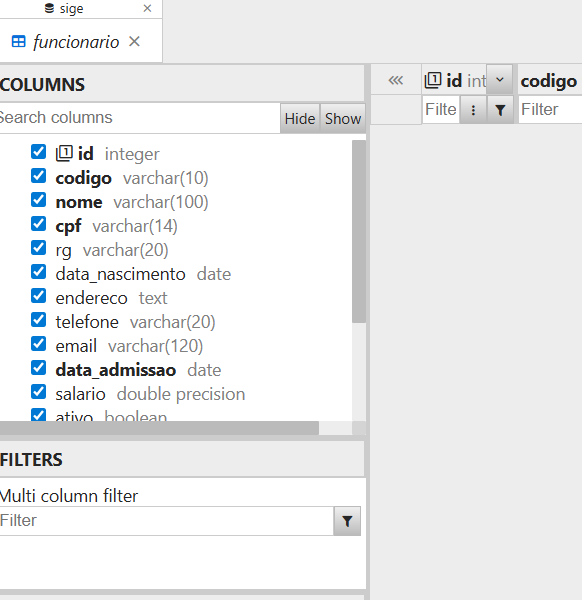 sige
funcionario
COLUMNS
Search columns Hide Show
id integer
codigo varchar(10)
nome varchar(100)
cpf varchar(14)
rg varchar(20)
data_nascimento date
endereco text
telefone varchar(20)
email varchar(120)
data_admissao date
salario double precision
ativo boolean
FILTERS
Multi column filter
Filter
id int codigo
Filte Filter